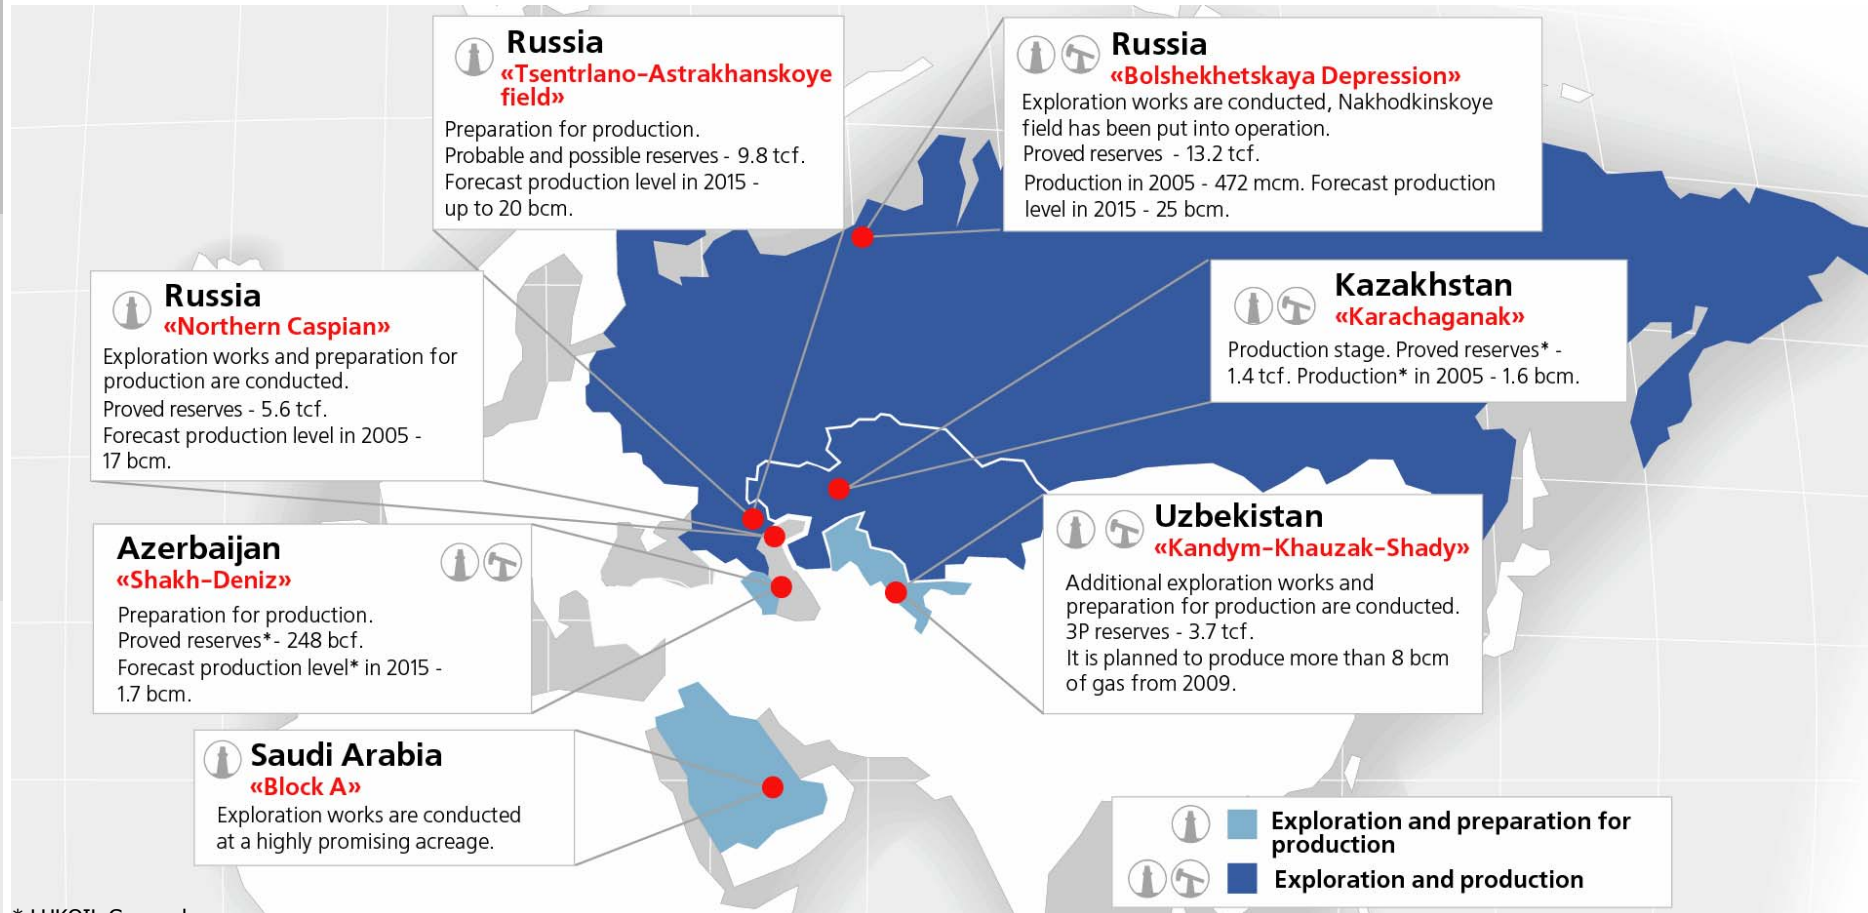 Russia
«Tsentrlano-Astrakhanskoye
field»
Preparation for production.
Probable and possible reserves - 9.8 tcf.
Forecast production level in 2015 -
up to 20 bcm.
Russia
«Bolshekhetskaya Depression»
Exploration works are conducted, Nakhodkinskoye
field has been put into operation.
Proved reserves - 13.2 tcf.
Production in 2005 - 472 mcm. Forecast production
level in 2015 - 25 bcm.
Russia
«Northern Caspian»
Exploration works and preparation for
production are conducted.
Proved reserves - 5.6 tcf.
Forecast production level in 2005 -
17 bcm.
Kazakhstan
«Karachaganak»
Production stage. Proved reserves* -
1.4 tcf. Production* in 2005 - 1.6 bcm.
Azerbaijan
«Shakh-Deniz»
Preparation for production.
Proved reserves*- 248 bcf.
Forecast production level* in 2015 -
1.7 bcm.
Uzbekistan
«Kandym-Khauzak-Shady»
Additional exploration works and
preparation for production are conducted.
3P reserves - 3.7 tcf.
It is planned to produce more than 8 bcm
of gas from 2009.
Saudi Arabia
«Block A»
Exploration works are conducted
at a highly promising acreage.
Exploration and preparation for
production
Exploration and production